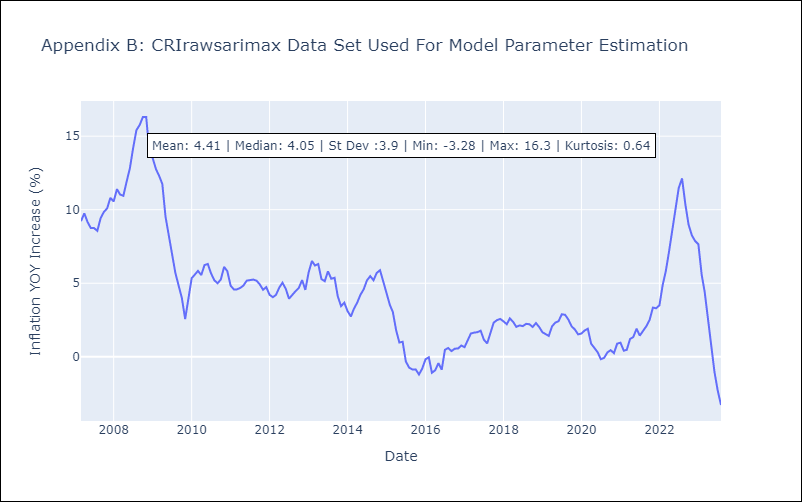 Appendix B: CRIrawsarimax Data Set Used For Model Parameter Estimation
Mean: 4.41 | Median: 4.05 | St Dev :3.9 | Min: -3.28 | Max: 16.3 | Kurtosis: 0.64
Inflation YOY Increase (%)
15
10
5
0
2008 2010 2012 2014 2016 2018 2020 2022
Date